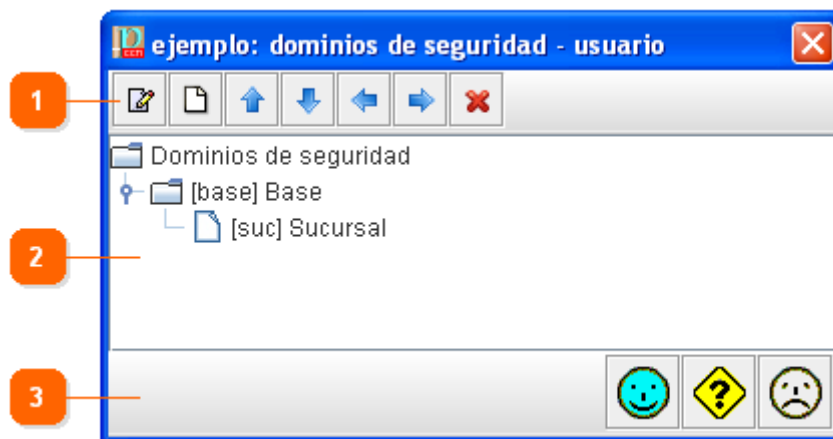 ejemplo: dominios de seguridad - usuario
1
Dominios de seguridad
[base] Base
[suc] Sucursal
2
?
3